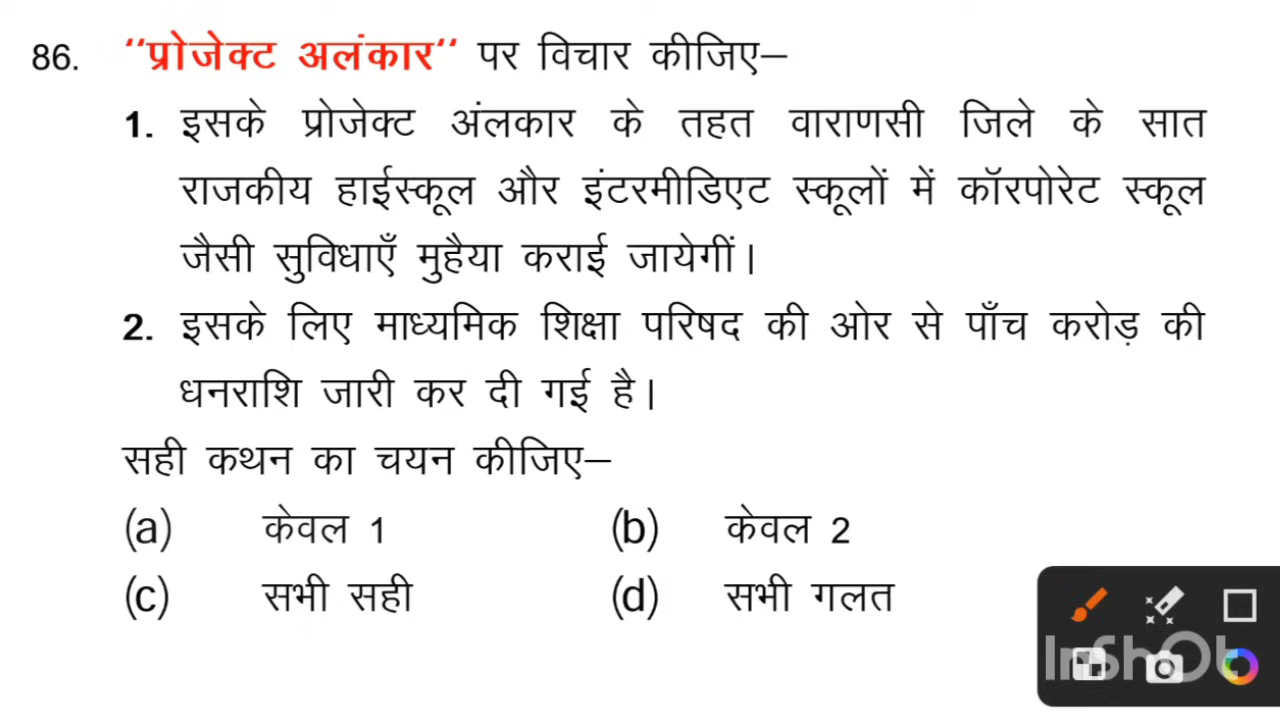 86. ‘‘प्रोजेक्ट अलंकार‘‘ पर विचार कीजिए–
1. इसके प्रोजेक्ट अंलकार के तहत वाराणसी जिले के सात
राजकीय हाईस्कूल और इंटरमीडिएट स्कूलों में कॉरपोरेट स्कूल
जैसी सुविधाएँ मुहैया कराई जायेगीं।
2. इसके लिए माध्यमिक शिक्षा परिषद की ओर से पाँच करोड़ की
धनराशि जारी कर दी गई है।
सही कथन का चयन कीजिए–
(a) केवल 1 (b) केवल 2
(c) सभी सही (d) सभी गलत
InShOt